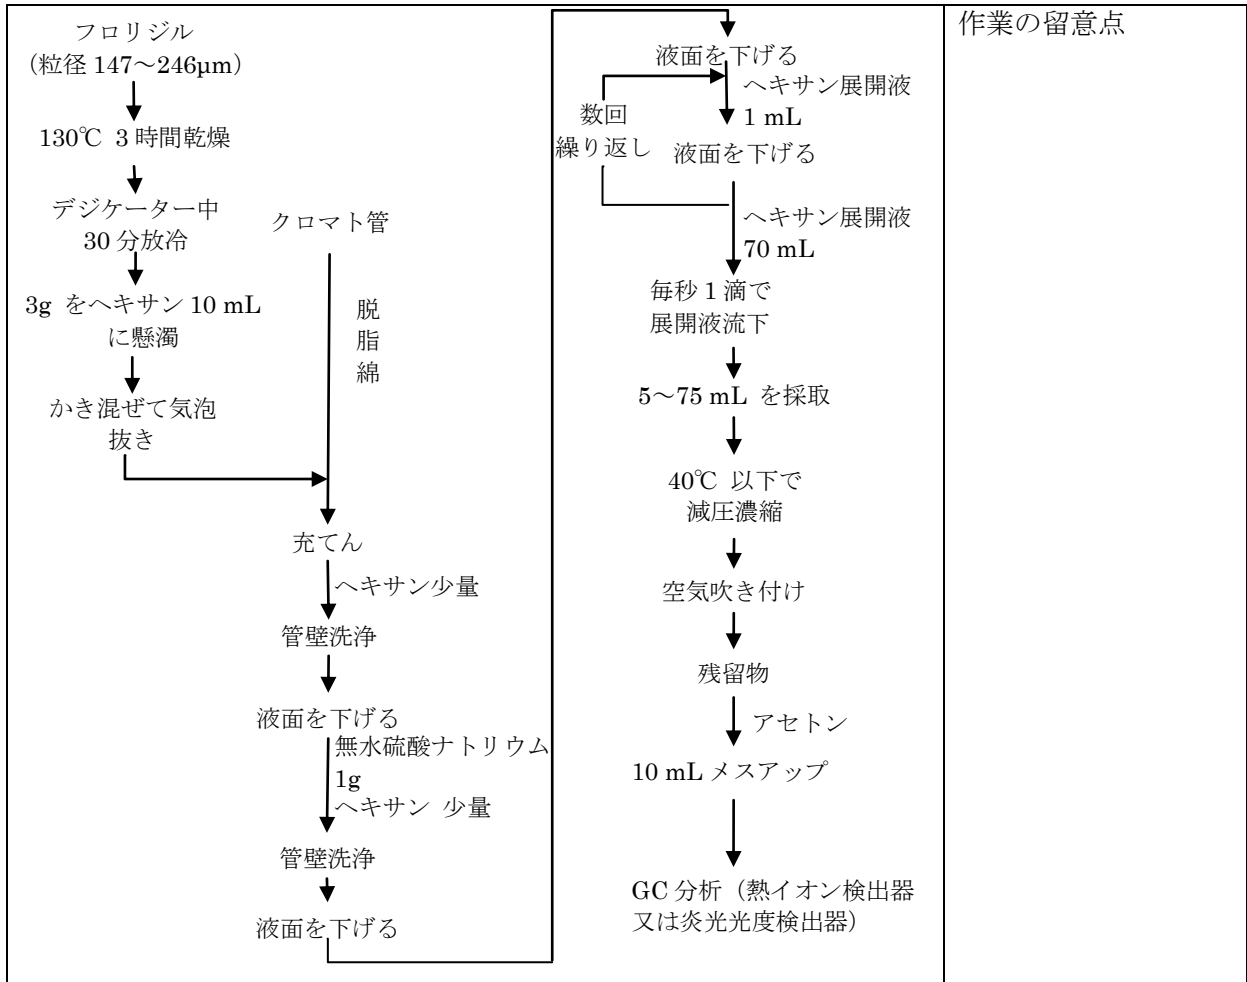 フロリジル
（粒径 147～246μm）
130℃ 3 時間乾燥
デジケーター中
30 分放冷
3g をヘキサン 10 mL
に懸濁
かき混ぜて気泡
抜き
クロマト管
脱
脂
綿
充てん
ヘキサン少量
管壁洗浄
液面を下げる
無水硫酸ナトリウム
1g
ヘキサン 少量
管壁洗浄
液面を下げる
液面を下げる
ヘキサン展開液
1 mL
数回
繰り返し
液面を下げる
ヘキサン展開液
70 mL
毎秒 1 滴で
展開液流下
5～75 mL を採取
40℃ 以下で
減圧濃縮
空気吹き付け
残留物
アセトン
10 mL メスアップ
GC 分析（熱イオン検出器
又は炎光光度検出器）
作業の留意点